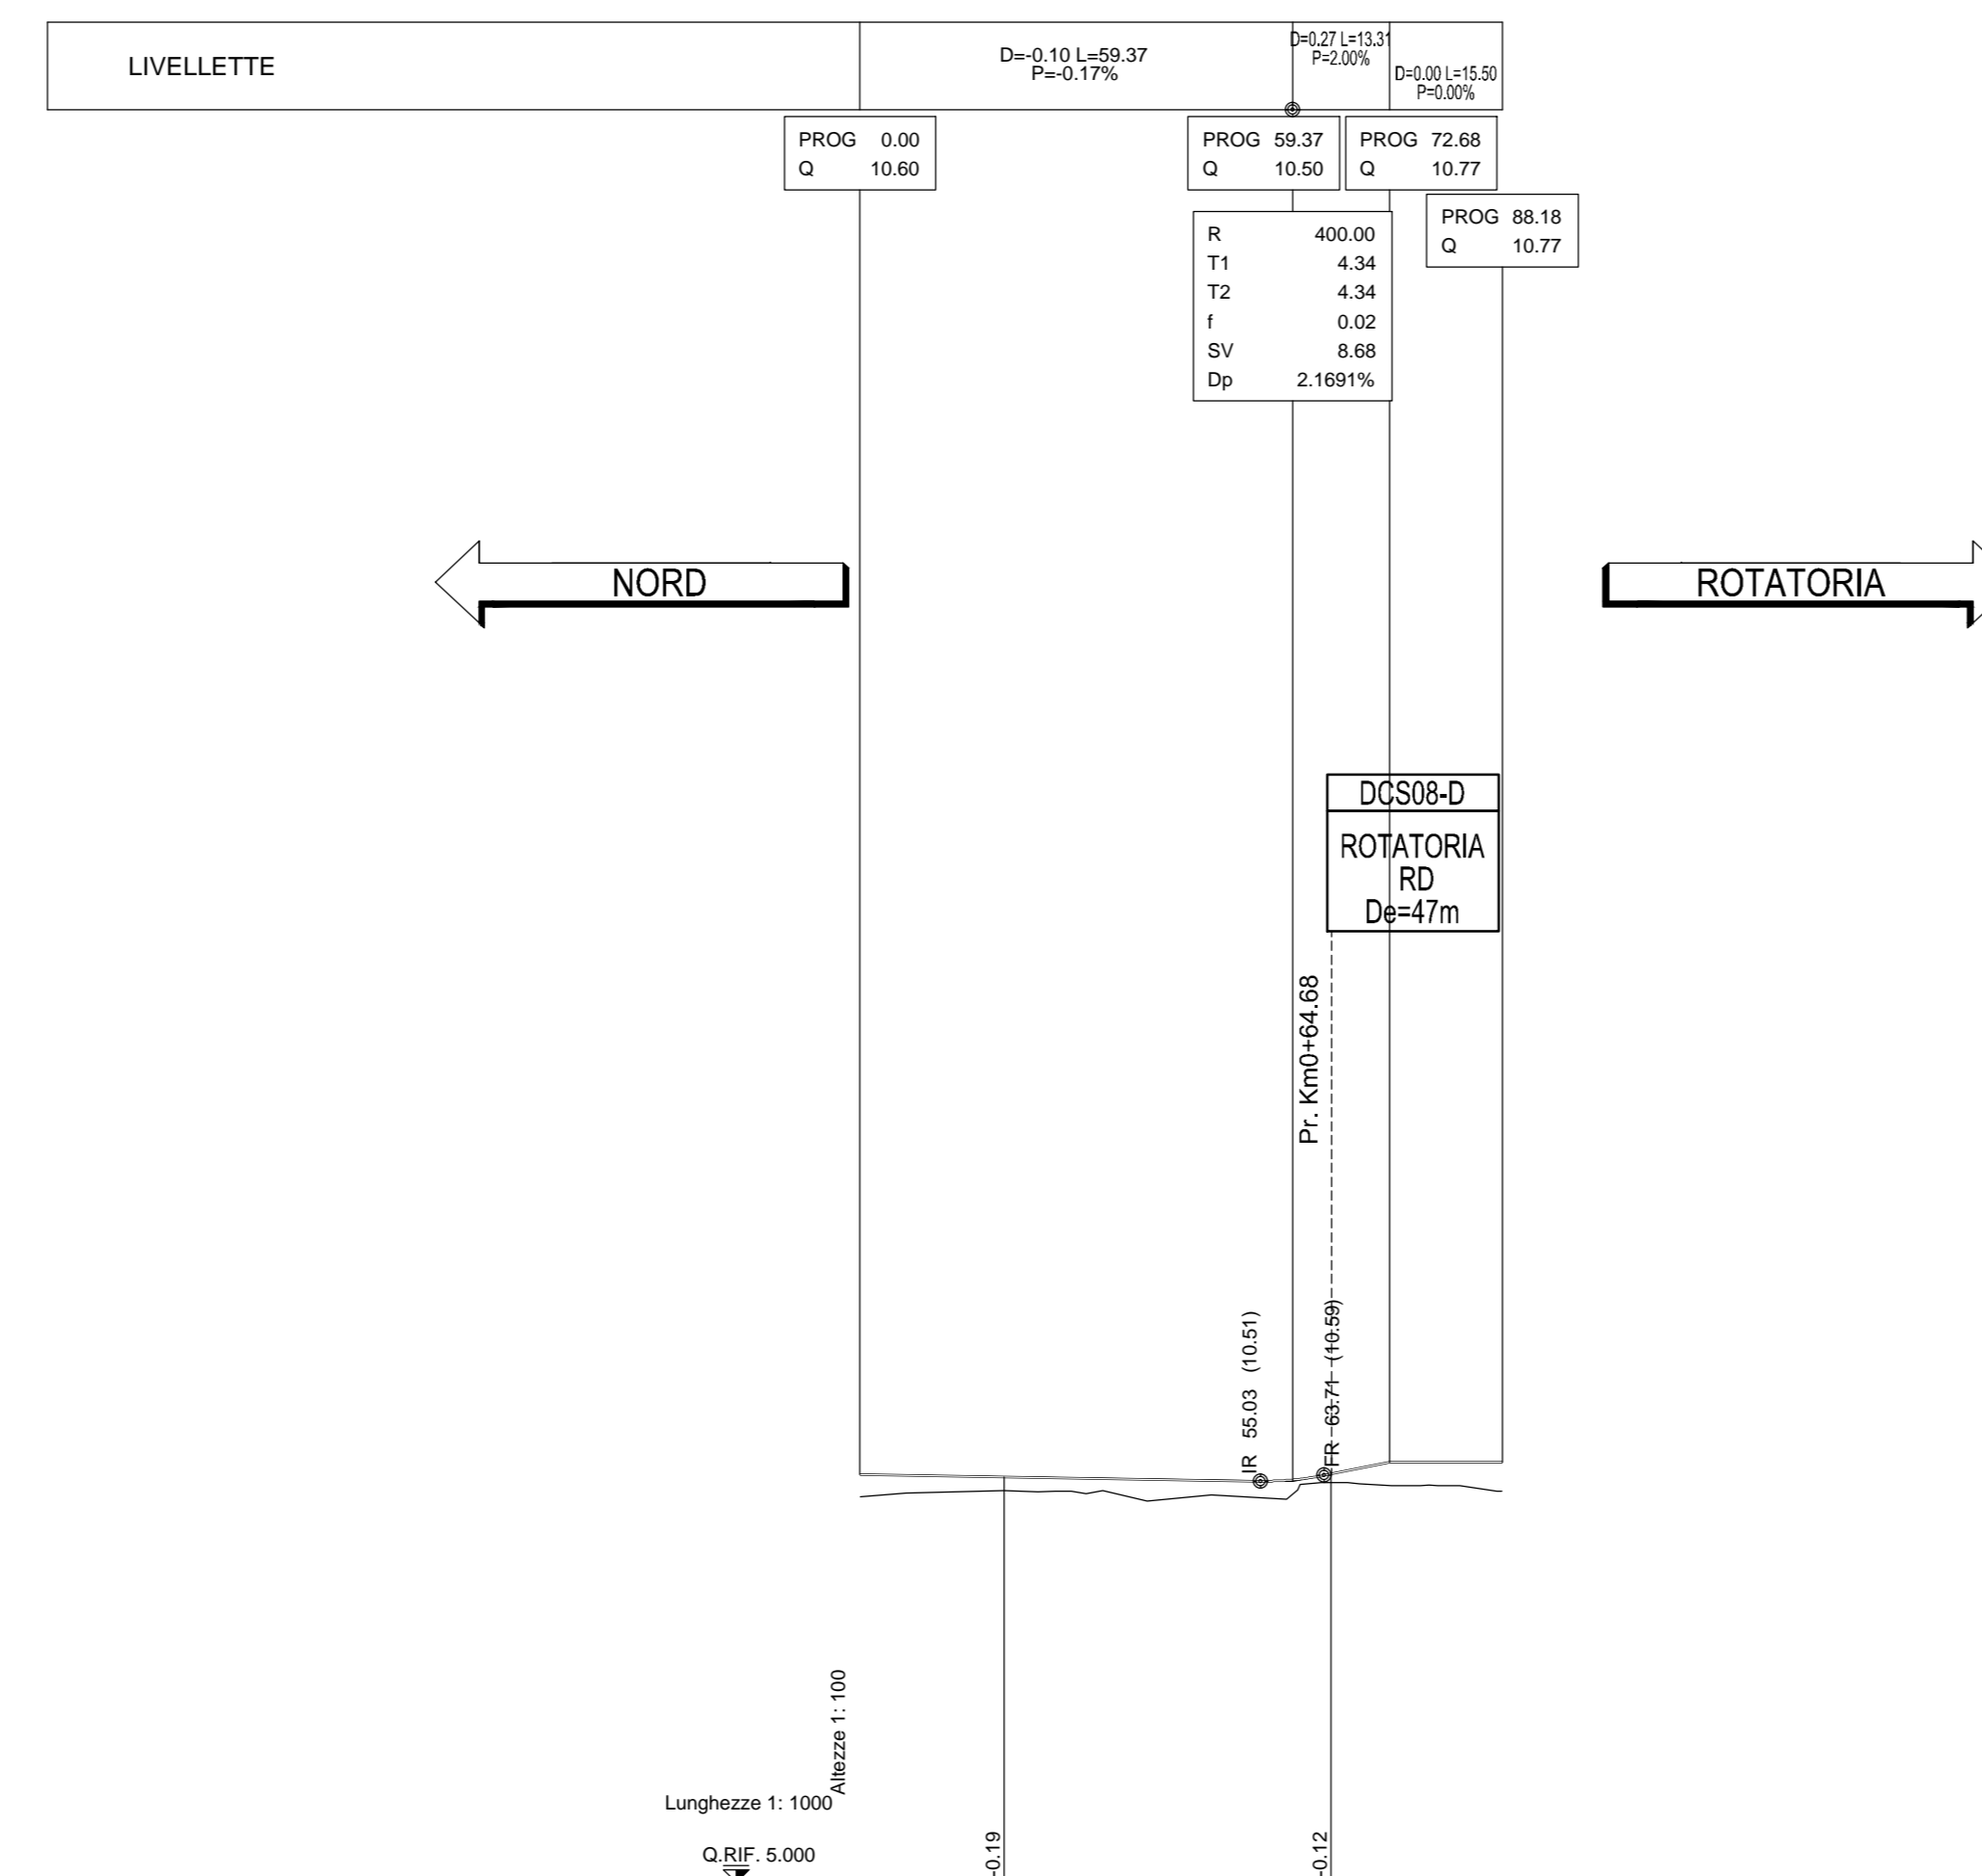 LIVELLETTE
D=-0.10 L=59.37
P=-0.17%
D=0.27 L=13.31
P=2.00%
D=0.00 L=15.50
P=0.00%
PROG 0.00
Q 10.60
PROG 59.37
Q 10.50
PROG 72.68
Q 10.77
PROG 88.18
Q 10.77
R 400.00
T1 4.34
T2 4.34
f 0.02
SV 8.68
Dp 2.1691%
NORD
ROTATORIA
DCS08-D
ROTATORIA
RD
De=47m
Pr. Km0+64.68
IR 55.03 (10.51)
FR 63.71 (10.59)
Altezze 1: 100
Lunghezze 1: 1000
Q.RIF. 5.000
-0.19
-0.12